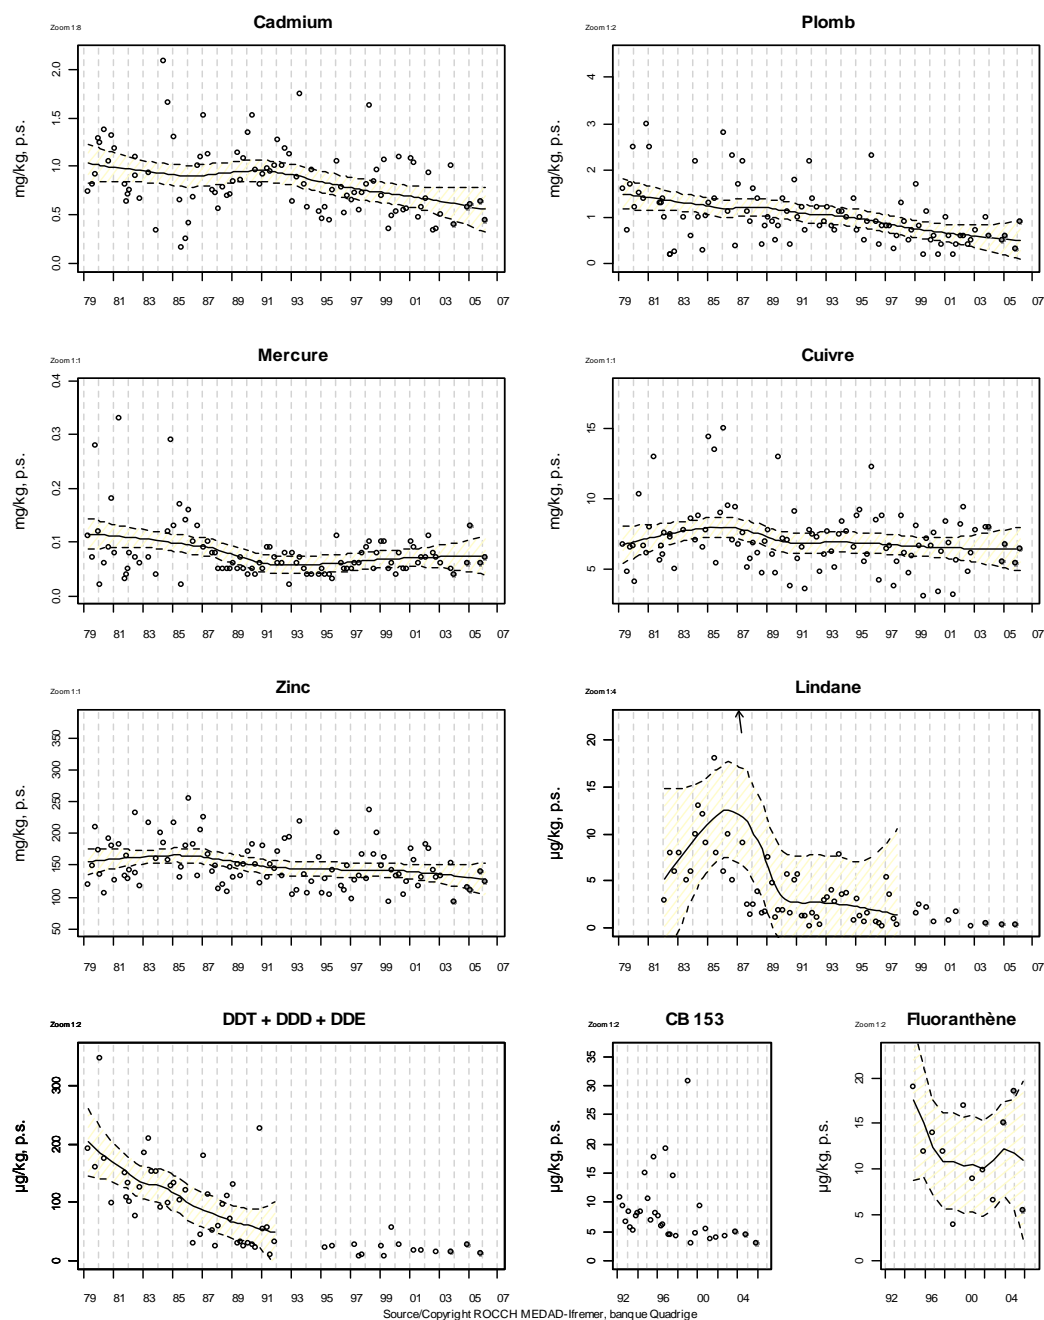 Cadmium
Zoom 1:8
mg/kg, p.s.
0.0 0.5 1.0 1.5 2.0
79 81 83 85 87 89 91 93 95 97 99 01 03 05 07
Plomb
Zoom 1:2
mg/kg, p.s.
0 1 2 3 4
79 81 83 85 87 89 91 93 95 97 99 01 03 05 07
Mercure
Zoom 1:1
mg/kg, p.s.
0.0 0.1 0.2 0.3 0.4
79 81 83 85 87 89 91 93 95 97 99 01 03 05 07
Cuivre
Zoom 1:1
mg/kg, p.s.
5 10 15
79 81 83 85 87 89 91 93 95 97 99 01 03 05 07
Zinc
Zoom 1:1
mg/kg, p.s.
50 100 150 200 250 300 350
79 81 83 85 87 89 91 93 95 97 99 01 03 05 07
Lindane
Zoom 1:4
µg/kg, p.s.
0 5 10 15 20
79 81 83 85 87 89 91 93 95 97 99 01 03 05 07
DDT + DDD + DDE
Zoom 1:2
µg/kg, p.s.
0 100 200 300
79 81 83 85 87 89 91 93 95 97 99 01 03 05 07
CB 153
Zoom 1:2
µg/kg, p.s.
0 5 10 15 20 25 30 35
92 96 00 04
Fluoranthène
Zoom 1:2
µg/kg, p.s.
0 5 10 15 20
92 96 00 04
Source/Copyright ROCCH MEDAD-Ifremer, banque Quadrige